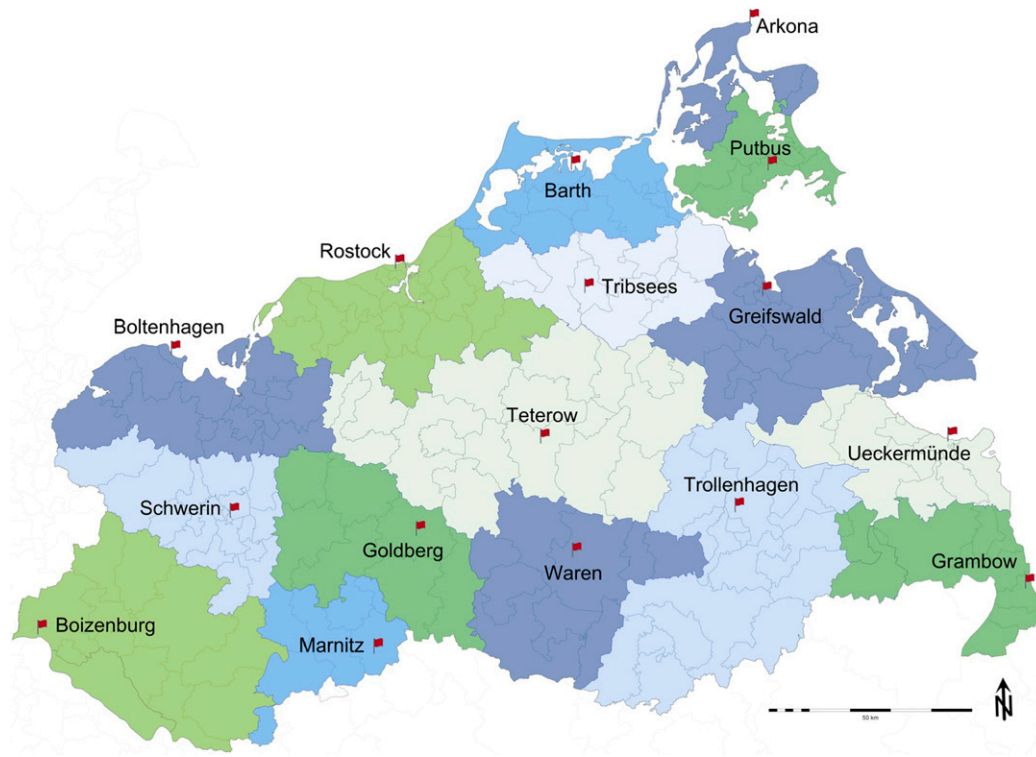 Arkona
Putbus
Barth
Rostock
Tribsees
Greifswald
Boltenhagen
Teterow
Ueckermünde
Trollenhagen
Schwerin
Goldberg
Waren
Grambow
Boizenburg
Marnitz
50 km
N